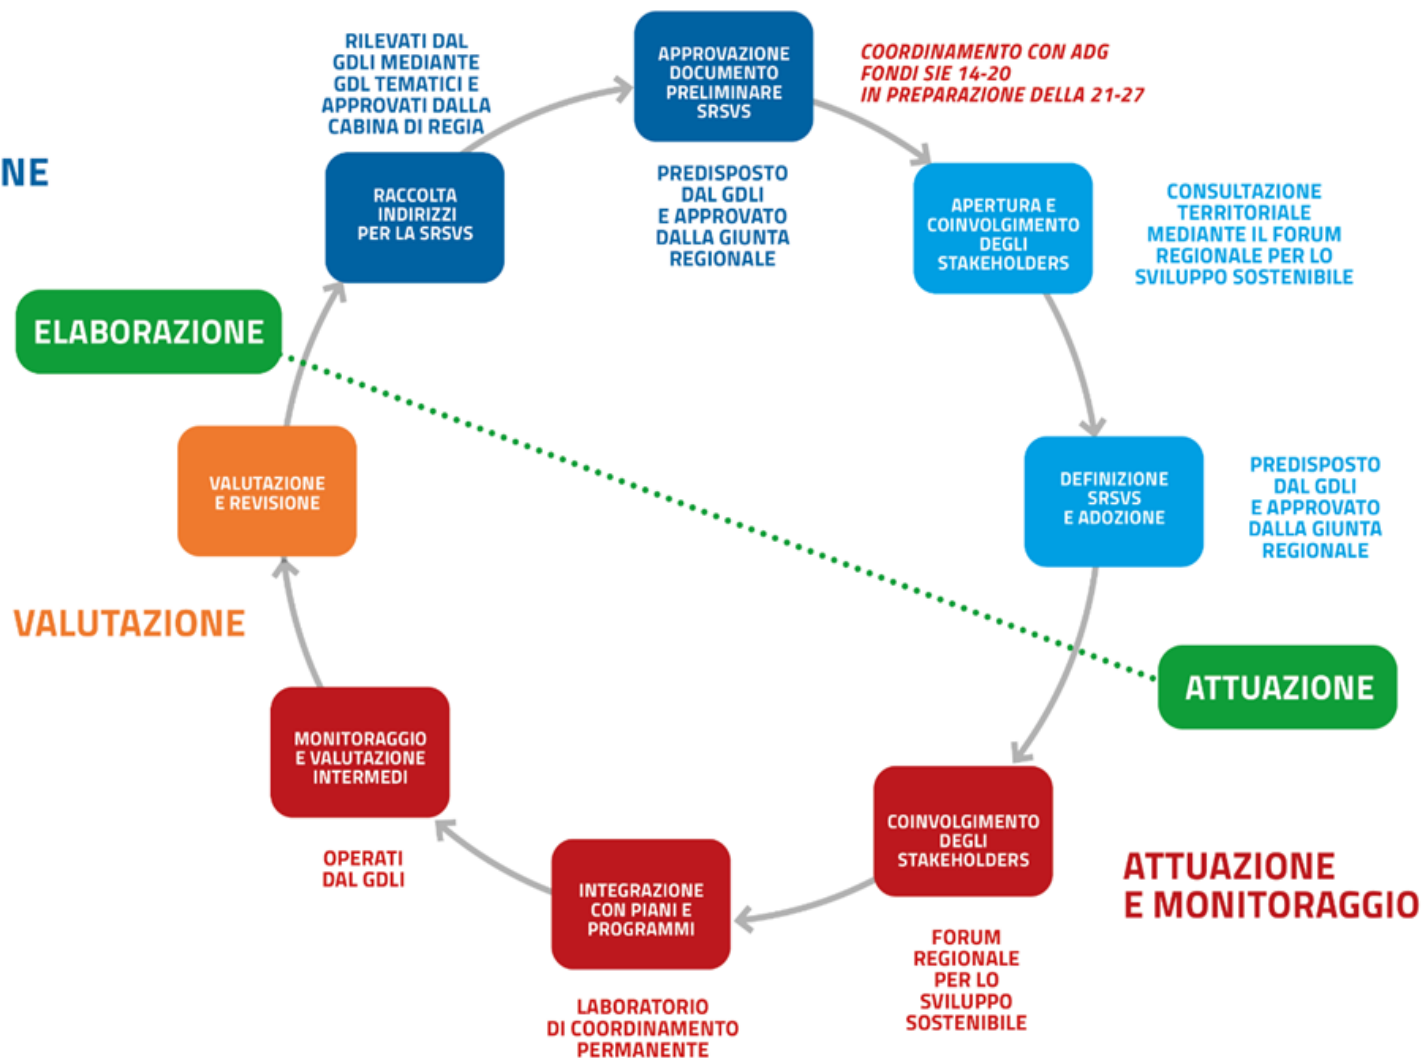 RILEVATI DAL
GDLI MEDIANTE
GDL TEMATICI E
APPROVATI DALLA
CABINA DI REGIA
APPROVAZIONE
DOCUMENTO
PRELIMINARE
SRSVS
COORDINAMENTO CON ADG
FONDI SIE 14-20
IN PREPARAZIONE DELLA 21-27
NE
RACCOLTA
INDIRIZZI
PER LA SRSVS
PREDISPOSTO
DAL GDLI
E APPROVATO
DALLA GIUNTA
REGIONALE
APERTURA E
COINVOLGIMENTO
DEGLI
STAKEHOLDERS
CONSULTAZIONE
TERRITORIALE
MEDIANTE IL FORUM
REGIONALE PER LO
SVILUPPO SOSTENIBILE
ELABORAZIONE
VALUTAZIONE
E REVISIONE
DEFINIZIONE
SRSVS
E ADOZIONE
PREDISPOSTO
DAL GDLI
E APPROVATO
DALLA GIUNTA
REGIONALE
VALUTAZIONE
ATTUAZIONE
MONITORAGGIO
E VALUTAZIONE
INTERMEDI
OPERATI
DAL GDLI
INTEGRAZIONE
CON PIANI E
PROGRAMMI
LABORATORIO
DI COORDINAMENTO
PERMANENTE
COINVOLGIMENTO
DEGLI
STAKEHOLDERS
FORUM
REGIONALE
PER LO
SVILUPPO
SOSTENIBILE
ATTUAZIONE
E MONITORAGGIO